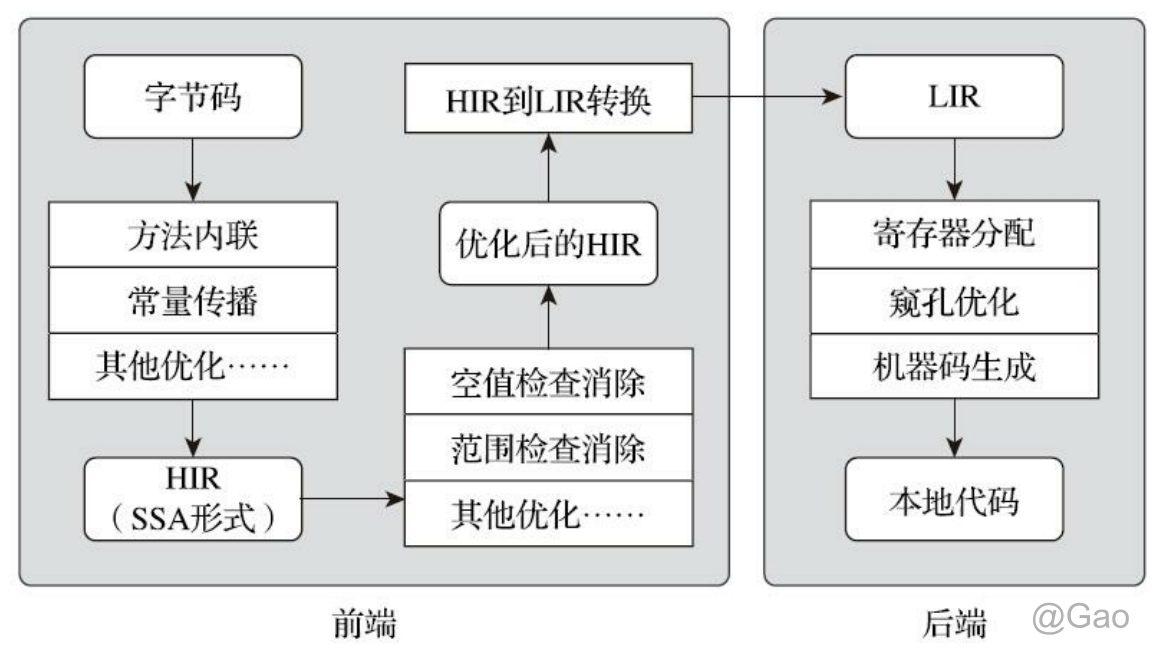 字节码
方法内联
常量传播
其他优化……
HIR
（SSA形式）
空值检查消除
范围检查消除
其他优化……
优化后的HIR
HIR到LIR转换
前端
LIR
寄存器分配
窥孔优化
机器码生成
本地代码
后端
@Gao